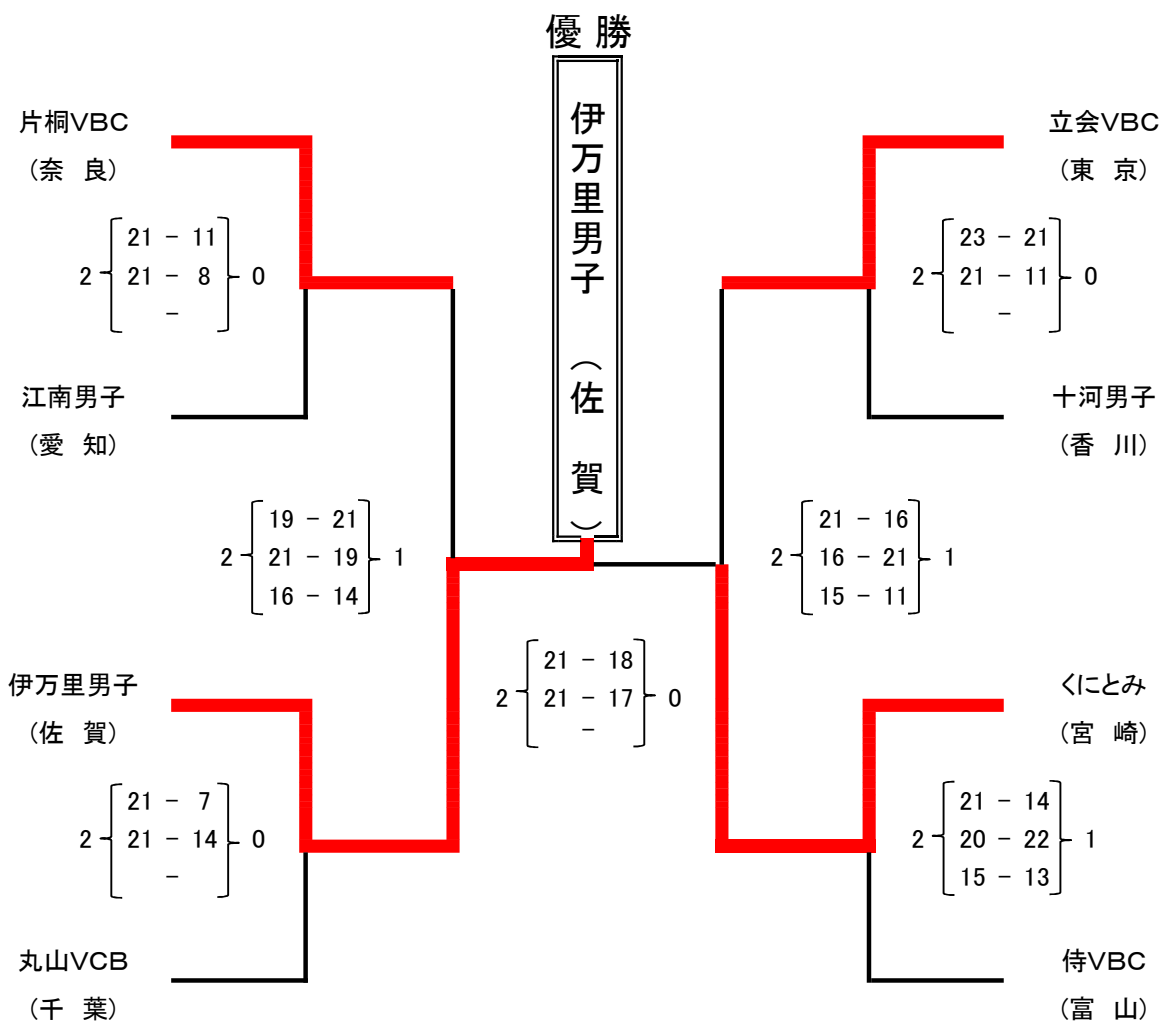 優 勝
伊万里男子 （佐 賀）
片桐VBC
（奈 良）
2 21 - 11 0
21 - 8
-
江南男子
（愛 知）
2 19 - 21 1
21 - 19
16 - 14
伊万里男子
（佐 賀）
2 21 - 7 0
21 - 14
-
丸山VCB
（千 葉）
2 21 - 18 0
21 - 17
-
立会VBC
（東 京）
2 23 - 21 0
21 - 11
-
十河男子
（香 川）
2 21 - 16 1
16 - 21
15 - 11
くにとみ
（宮 崎）
2 21 - 14 1
20 - 22
15 - 13
侍VBC
（富 山）